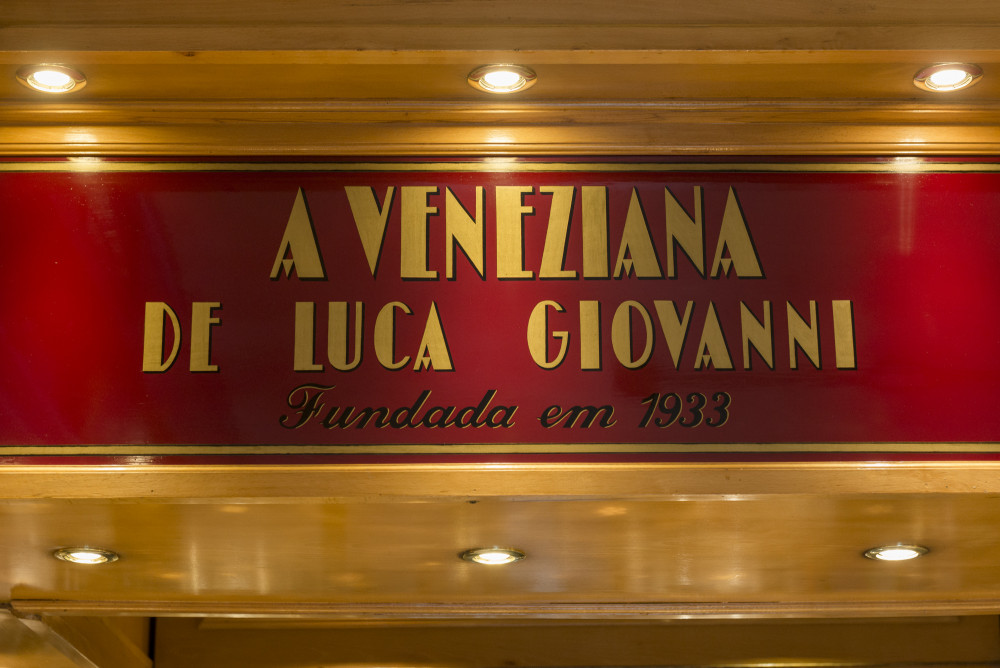 A VENEZIANA
DE LUCA GIOVANNI
Fundada em 1933